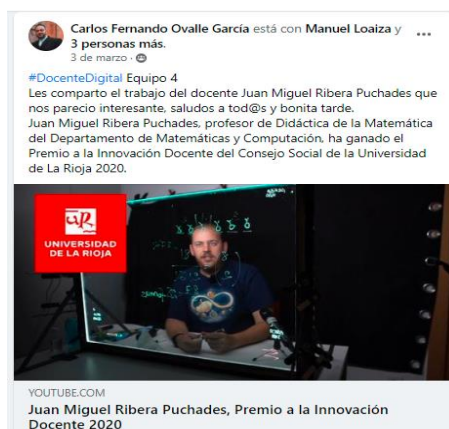 Carlos Fernando Ovalle García está con Manuel Loaiza y
3 personas más.
3 de marzo ·
#DocenteDigital Equipo 4
Les comparto el trabajo del docente Juan Miguel Ribera Puchades que
nos parecio interesante, saludos a tod@s y bonita tarde.
Juan Miguel Ribera Puchades, profesor de Didáctica de la Matemática
del Departamento de Matemáticas y Computación, ha ganado el
Premio a la Innovación Docente del Consejo Social de la Universidad
de La Rioja 2020.
UNIVERSIDAD
DE LA RIOJA
YOUTUBE.COM
Juan Miguel Ribera Puchades, Premio a la Innovación
Docente 2020